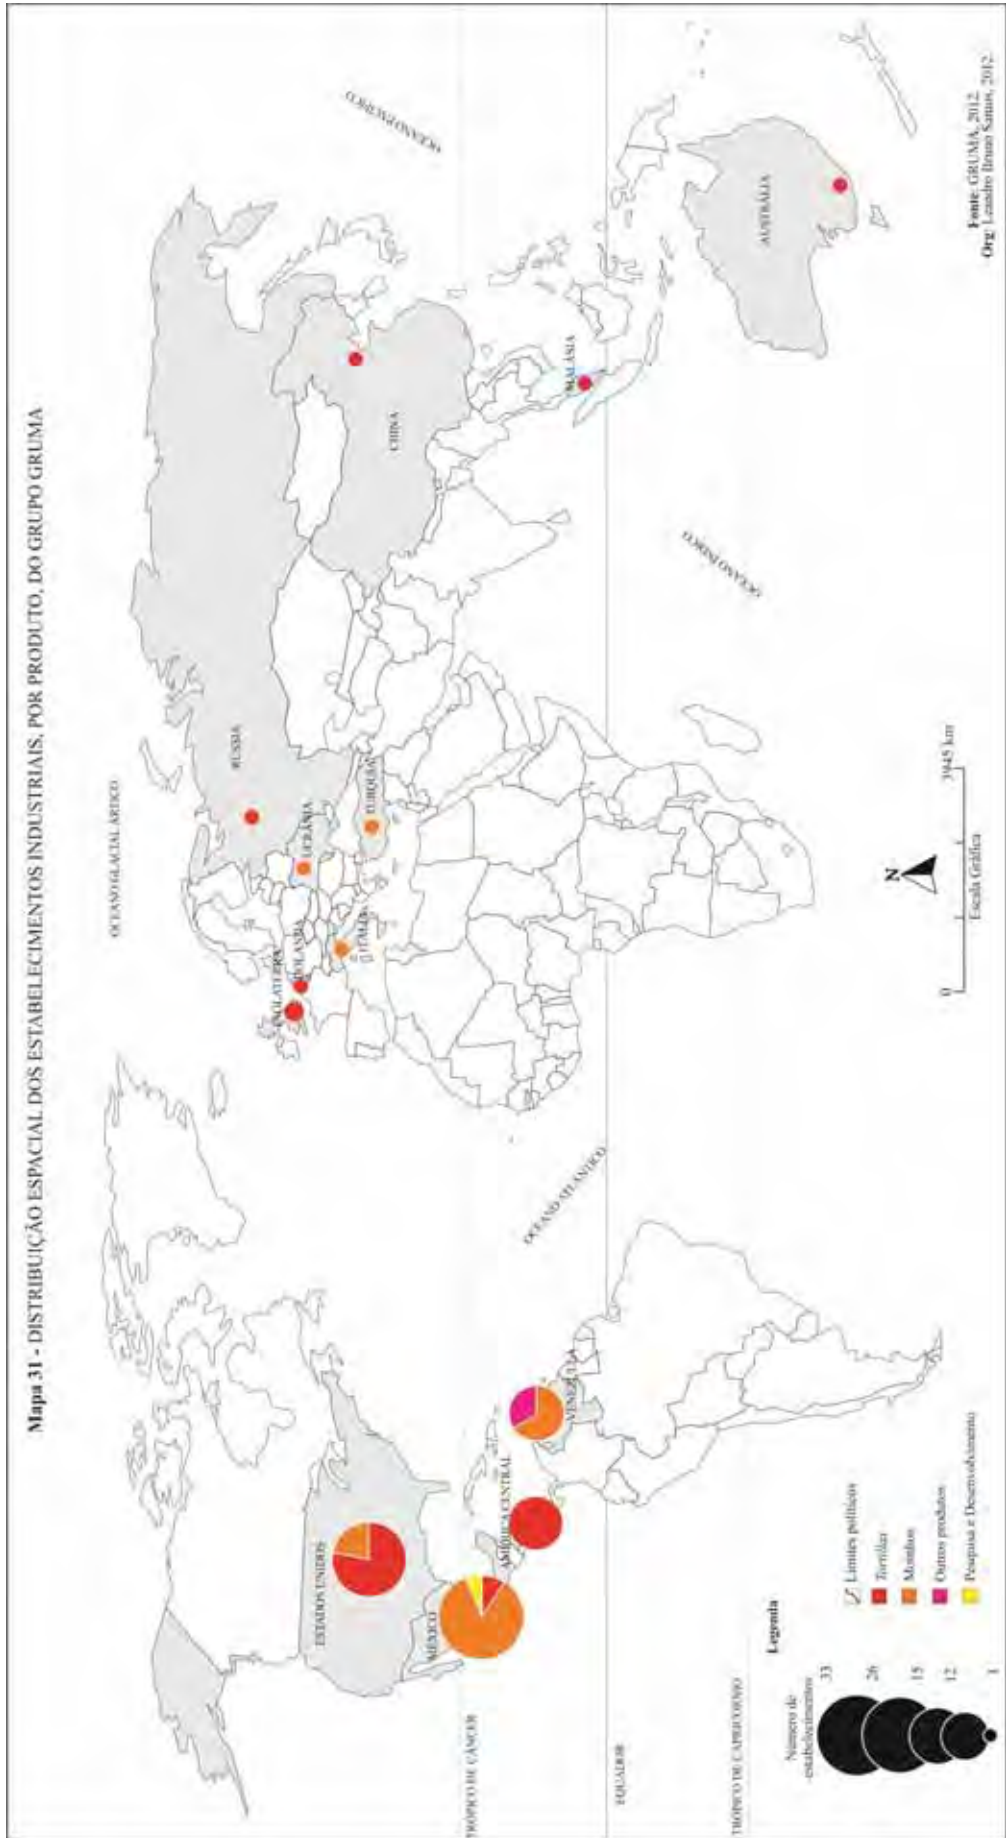 Mapa 31 - DISTRIBUIÇÃO ESPACIAL DOS ESTABELECIMENTOS INDUSTRIAIS, POR PRODUTO, DO GRUPO GRUMA
OCEANO GLACIAL ÁRTICO
OCEANO PACÍFICO
RÚSSIA
INGLATERRA
HOLANDA
UCRÂNIA
ITÁLIA
TURQUIA
CHINA
ESTADOS UNIDOS
MÉXICO
AMÉRICA CENTRAL
VENEZUELA
MALÁSIA
AUSTRÁLIA
OCEANO ATLÂNTICO
OCEANO ÍNDICO
TRÓPICO DE CÂNCER
EQUADOR
TRÓPICO DE CAPRICÓRNIO
Legenda
Número de
estabelecimentos
33
26
15
12
1
Limites políticos
Tortillas
Moinhos
Outros produtos
Pesquisa e Desenvolvimento
N
0
3945 km
Escala Gráfica
Fonte: GRUMA, 2012.
Org: Leandro Bruno Santos, 2012.